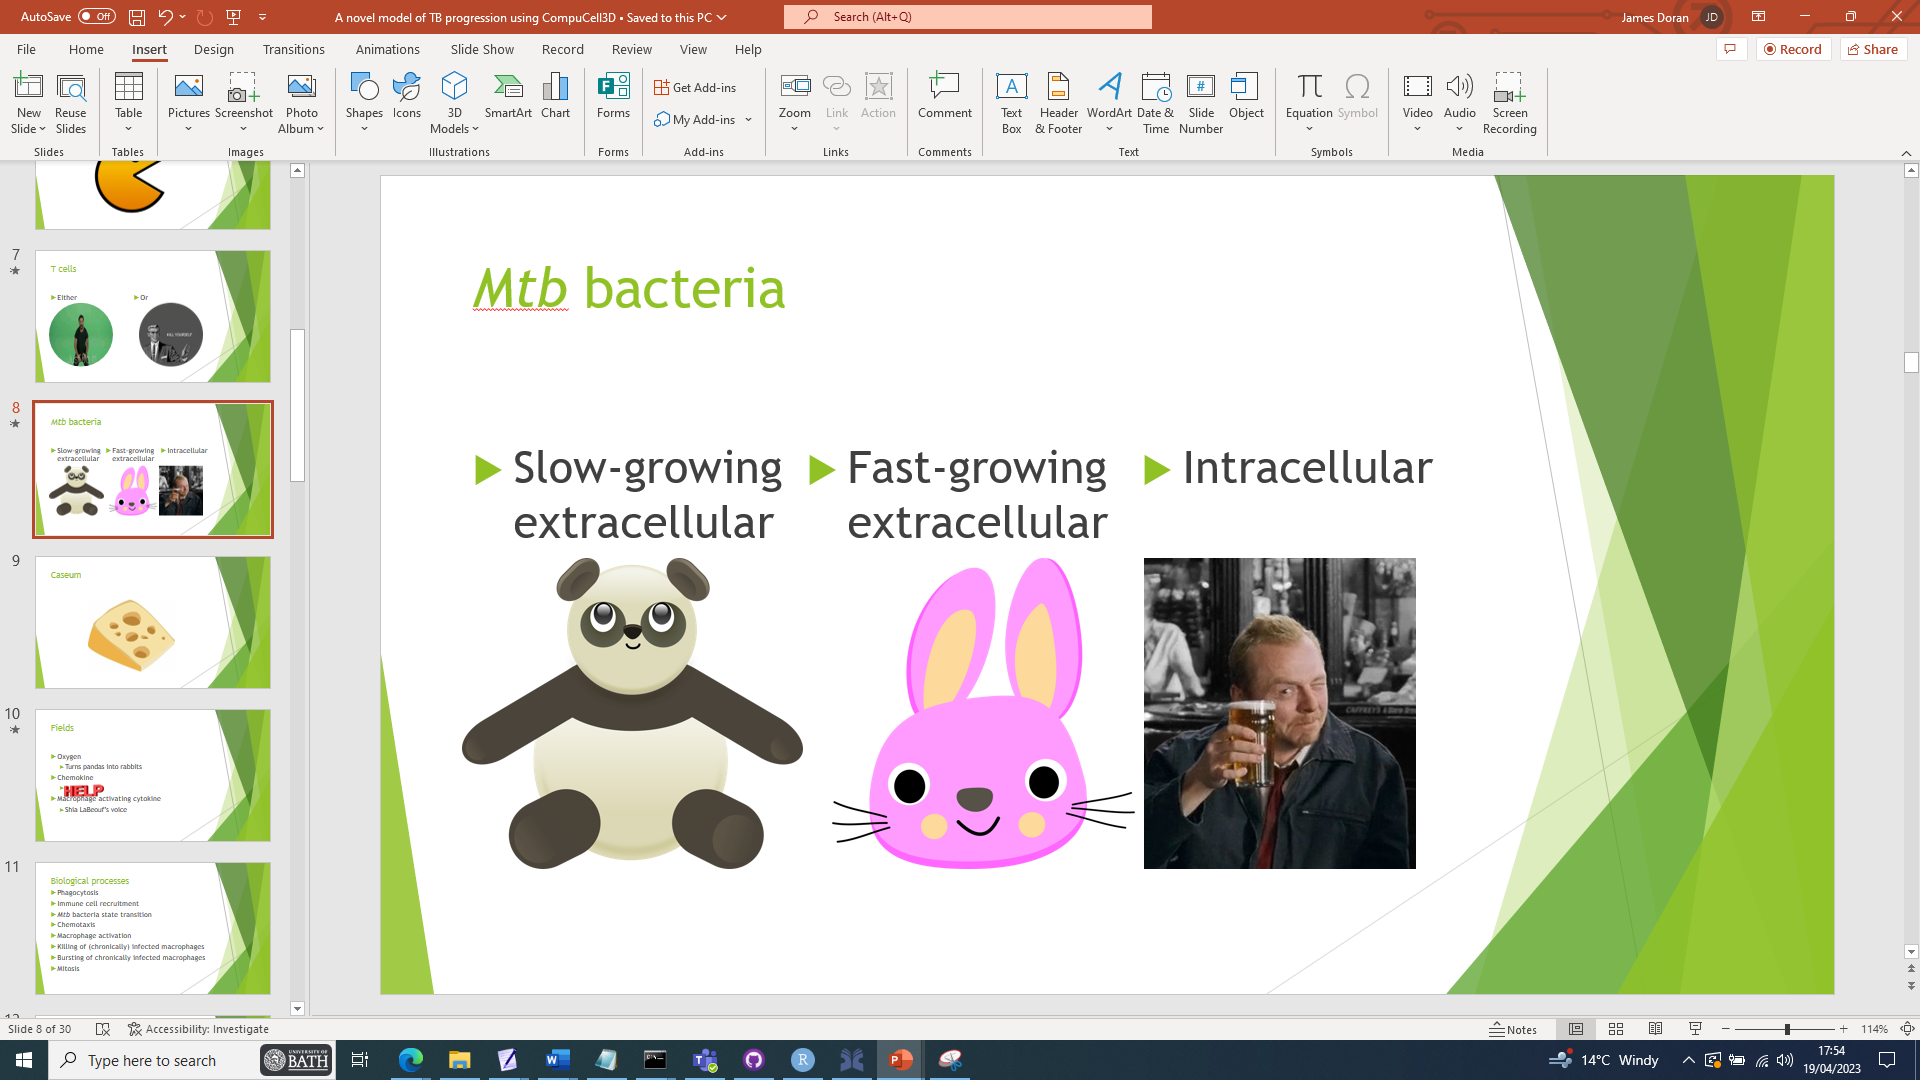 AutoSave Off
A novel model of TB progression using CompuCell3D • Saved to this PC
Search (Alt+Q)
James Doran JD
File Home Insert Design Transitions Animations Slide Show Record Review View Help
Record Share
New Slide
Reuse Slides
Table
Pictures
Screenshot
Photo Album
Shapes
Icons
3D Models
SmartArt
Chart
Forms
Get Add-ins
My Add-ins
Zoom
Link
Action
Comment
Text Box
Header & Footer
WordArt
Date & Time
Slide Number
Object
Equation
Symbol
Video
Audio
Screen Recording
Slides Tables Images Illustrations Forms Add-ins Links Comments Text Symbols Media
7
T cells
Either
Or
KILL YOURSELF
8
Mtb bacteria
Slow-growing extracellular
Fast-growing extracellular
Intracellular
9
Caseum
10
Fields
Oxygen
Turns pandas into rabbits
Chemokine
HELP
Macrophage activating cytokine
Shia LaBeouf's voice
11
Biological processes
Phagocytosis
Immune cell recruitment
Mtb bacteria state transition
Chemotaxis
Macrophage activation
Killing of (chronically) infected macrophages
Bursting of chronically infected macrophages
Mitosis
Mtb bacteria
Slow-growing
extracellular
Fast-growing
extracellular
Intracellular
Slide 8 of 30
Accessibility: Investigate
Notes
114%
Type here to search
UNIVERSITY OF BATH
14°C Windy
17:54
19/04/2023